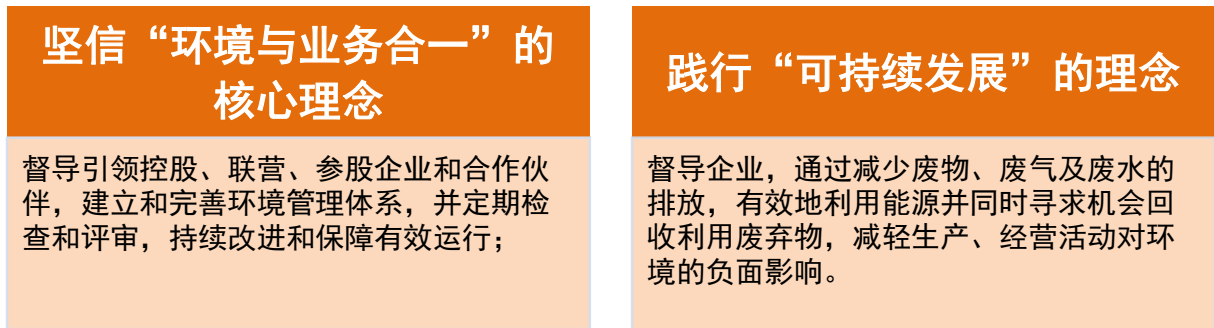 坚信“环境与业务合一”的
核心理念
督导引领控股、联营、参股企业和合作伙
伴，建立和完善环境管理体系，并定期检
查和评审，持续改进和保障有效运行；
践行“可持续发展”的理念
督导企业，通过减少废物、废气及废水的
排放，有效地利用能源并同时寻求机会回
收利用废弃物，减轻生产、经营活动对环
境的负面影响。